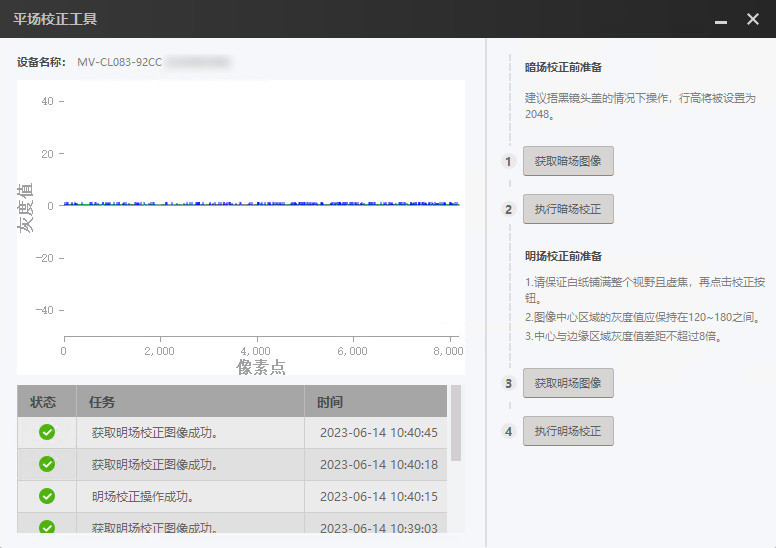 平场校正工具
设备名称: MV-CL083-92CC
40
20
0
-20
-40
灰度值
0 2,000 4,000 6,000 8,000
像素点
状态 任务 时间
获取明场校正图像成功。 2023-06-14 10:40:45
获取明场校正图像成功。 2023-06-14 10:40:18
明场校正操作成功。 2023-06-14 10:40:15
获取明场校正图像成功。 2023-06-14 10:39:03
暗场校正前准备
建议捂黑镜头盖的情况下操作，行高将被设置为
2048。
1 获取暗场图像
2 执行暗场校正
明场校正前准备
1.请保证白纸铺满整个视野且虚焦，再点击校正按
钮。
2.图像中心区域的灰度值应保持在120~180之间。
3.中心与边缘区域灰度值差距不超过8倍。
3 获取明场图像
4 执行明场校正